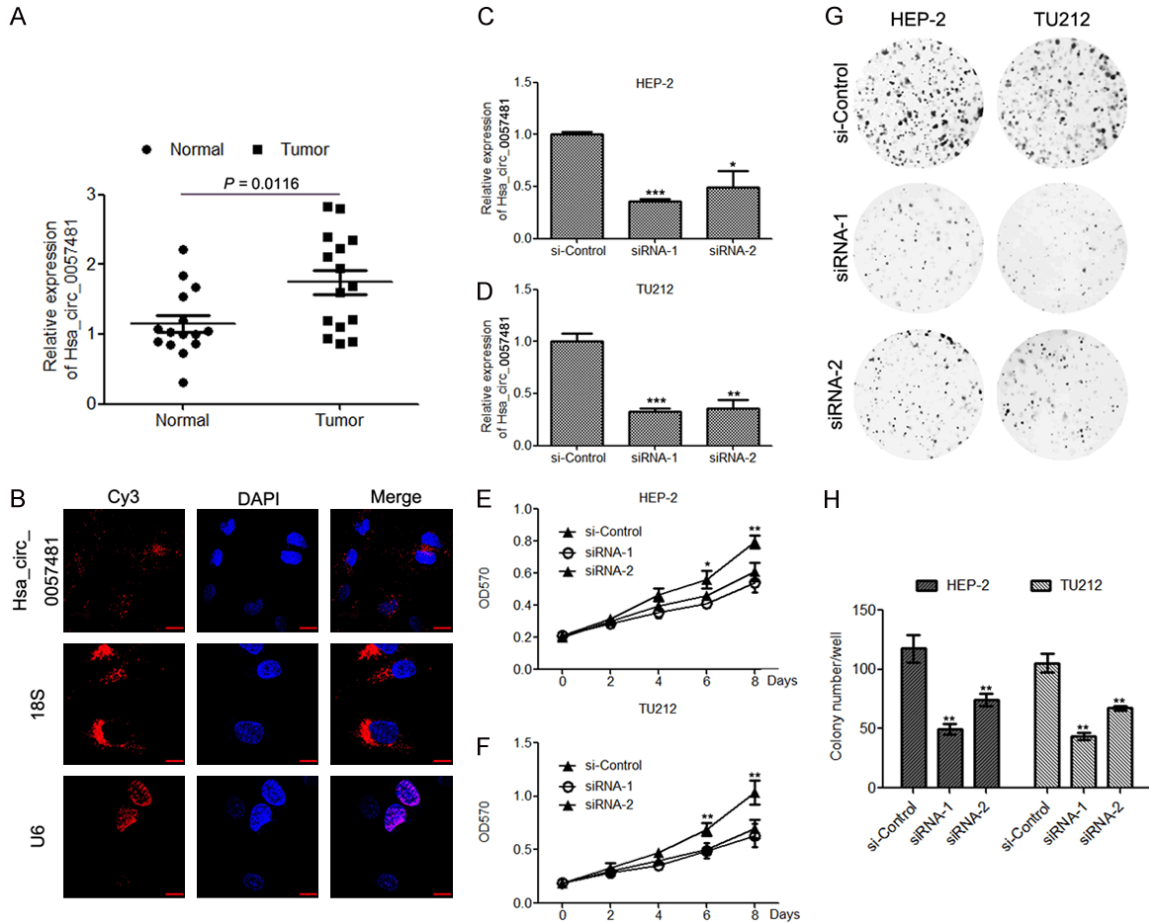 A
Normal Tumor
P = 0.0116
Relative expression
of Hsa_circ_0057481
3
2
1
0
Normal Tumor
B
Cy3 DAPI Merge
Hsa_circ_
0057481
18S
U6
C
HEP-2
Relative expression
of Hsa_circ_0057481
1.5
1.0
0.5
0.0
***
*
si-Control siRNA-1 siRNA-2
D
TU212
Relative expression
of Hsa_circ_0057481
1.5
1.0
0.5
0.0
***
**
si-Control siRNA-1 siRNA-2
E
HEP-2
OD570
1.0
0.8
0.6
0.4
0.2
0.0
si-Control
siRNA-1
siRNA-2
*
**
0 2 4 6 8 Days
F
TU212
OD570
1.5
1.0
0.5
0.0
si-Control
siRNA-1
siRNA-2
**
**
0 2 4 6 8 Days
G
HEP-2 TU212
si-Control
siRNA-1
siRNA-2
H
HEP-2 TU212
Colony number/well
150
100
50
0
**
**
**
**
si-Control
siRNA-1
siRNA-2
si-Control
siRNA-1
siRNA-2